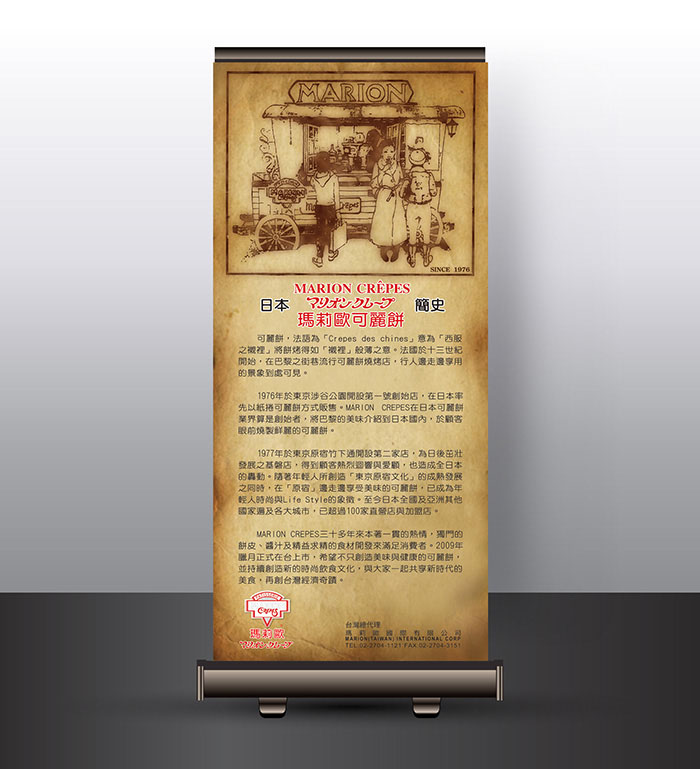 MARION
SINCE 1976
MARION CRÊPES
日本 マリオンクレープ 簡史
瑪莉歐可麗餅
可麗餅，法語為「Crepes des chines」意為「西服
之襯裡」將餅烤得如「襯裡」般薄之意。法國於十三世紀
開始，在巴黎之街巷流行可麗餅燒烤店，行人邊走邊享用
的景象到處可見。
1976年於東京涉谷公園開設第一號創始店，在日本率
先以紙捲可麗餅方式販售。MARION CREPES在日本可麗餅
業界算是創始者，將巴黎的美味介紹到日本國內，於顧客
眼前燒製鮮麗的可麗餅。
1977年於東京原宿竹下通開設第二家店，為日後茁壯
發展之基盤店，得到顧客熱烈迴響與愛顧，也造成全日本
的轟動。隨著年輕人所創造「東京原宿文化」的成熟發展
之同時，在「原宿」邊走邊享受美味的可麗餅，已成為年
輕人時尚與Life Style的象徵。至今日本全國及亞洲其他
國家遍及各大城市，已超過100家直營店與加盟店。
MARION CREPES三十多年來本著一貫的熱情，獨門的
餅皮、醬汁及精益求精的食材開發來滿足消費者。2009年
臘月正式在台上市，希望不只創造美味與健康的可麗餅，
並持續創造新的時尚飲食文化，與大家一起共享新時代的
美食，再創台灣經濟奇蹟。
Crepes
瑪莉歐
マリオンクレープ
台灣總代理
瑪莉歐國際有限公司
MARION(TAIWAN) INTERNATIONAL CORP
TEL 02-2704-1121 FAX 02-2704-3151